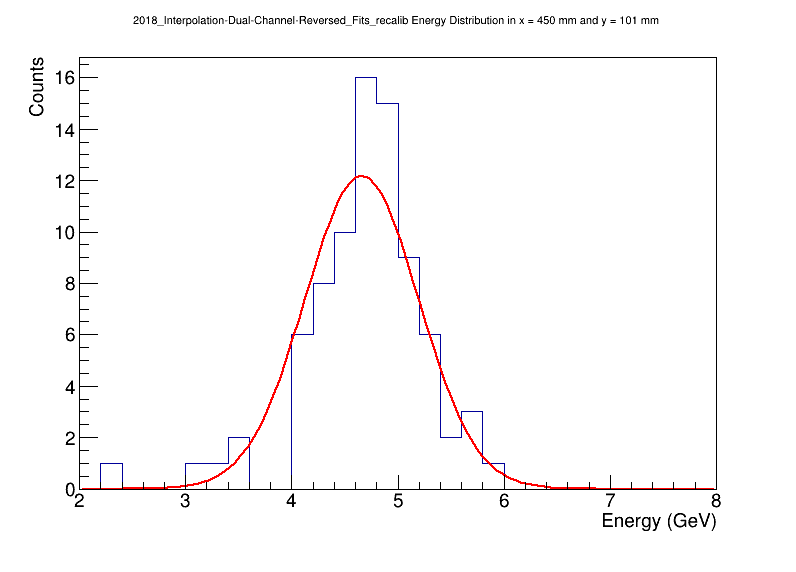 2018_Interpolation-Dual-Channel-Reversed_Fits_recalib Energy Distribution in x = 450 mm and y = 101 mm
Counts
16
14
12
10
8
6
4
2
0
2 3 4 5 6 7 8
Energy (GeV)